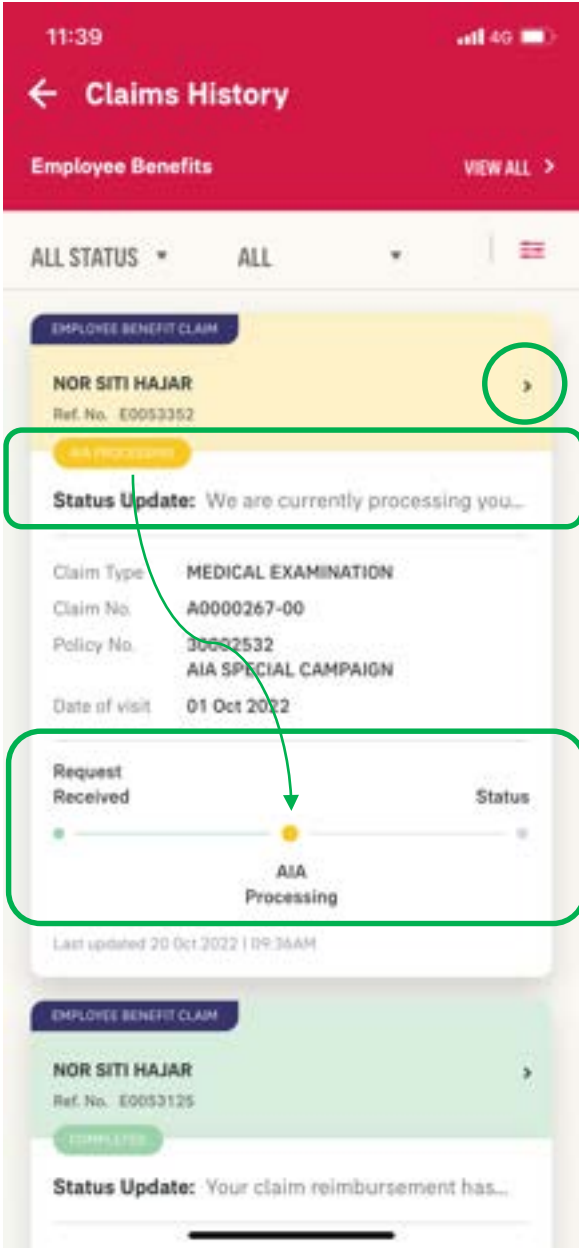 11:39
4G
Claims History
Employee Benefits VIEW ALL >
ALL STATUS ALL
EMPLOYEE BENEFIT CLAIM
NOR SITI HAJAR
Ref. No. E0053352
AIA PROCESSING
Status Update: We are currently processing you...
Claim Type MEDICAL EXAMINATION
Claim No. A0000267-00
Policy No. 30002532
AIA SPECIAL CAMPAIGN
Date of visit 01 Oct 2022
Request
Received Status
AIA
Processing
Last updated 20 Oct 2022 | 09:36AM
EMPLOYEE BENEFIT CLAIM
NOR SITI HAJAR
Ref. No. E0053125
COMPLETED
Status Update: Your claim reimbursement has...